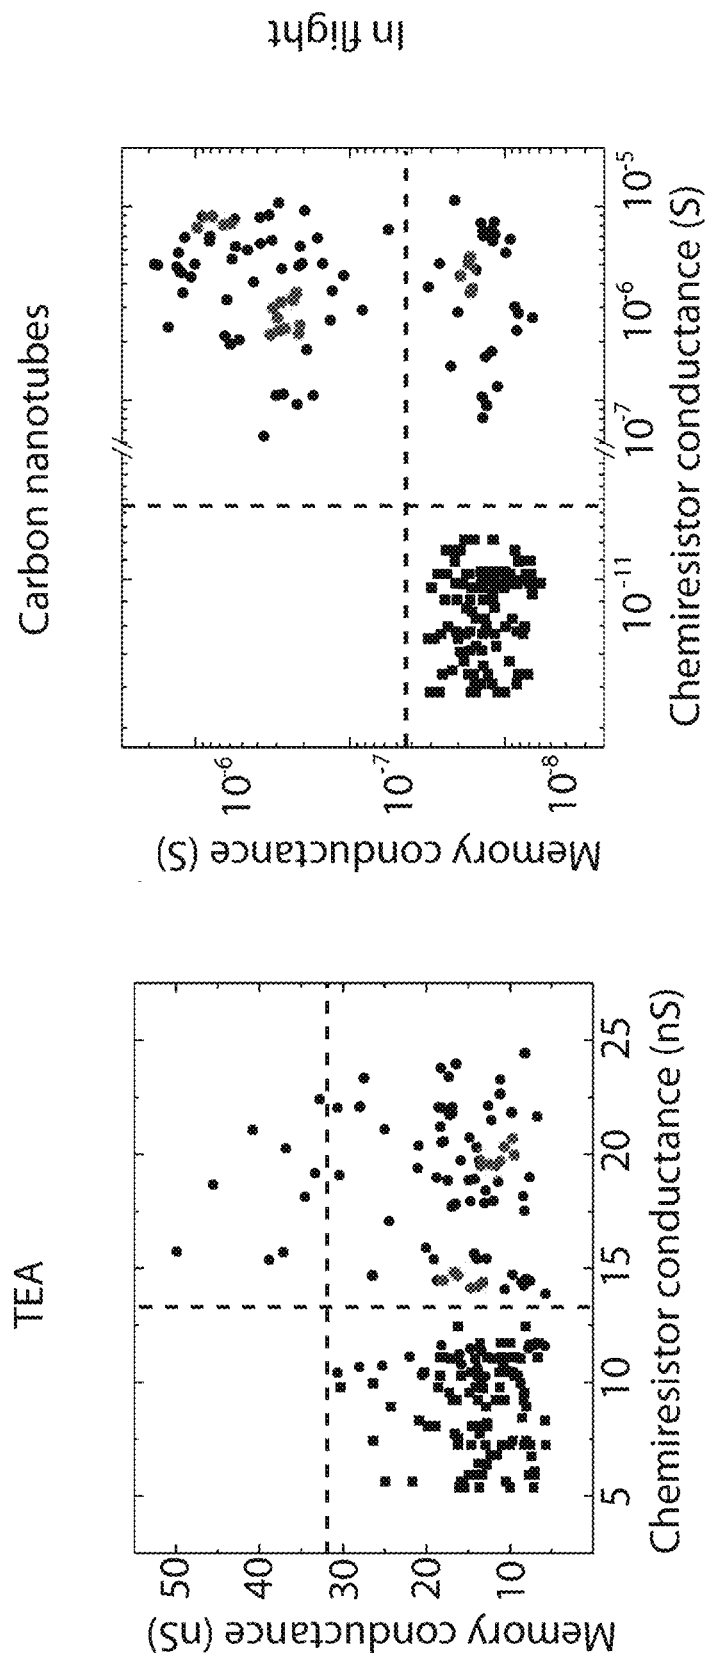 TEA
Memory conductance (nS)
50
40
30
20
10
5
10
15
20
25
Chemiresistor conductance (nS)
Carbon nanotubes
Memory conductance (S)
10-6
10-7
10-8
10-11
10-7
10-6
10-5
Chemiresistor conductance (S)
In flight